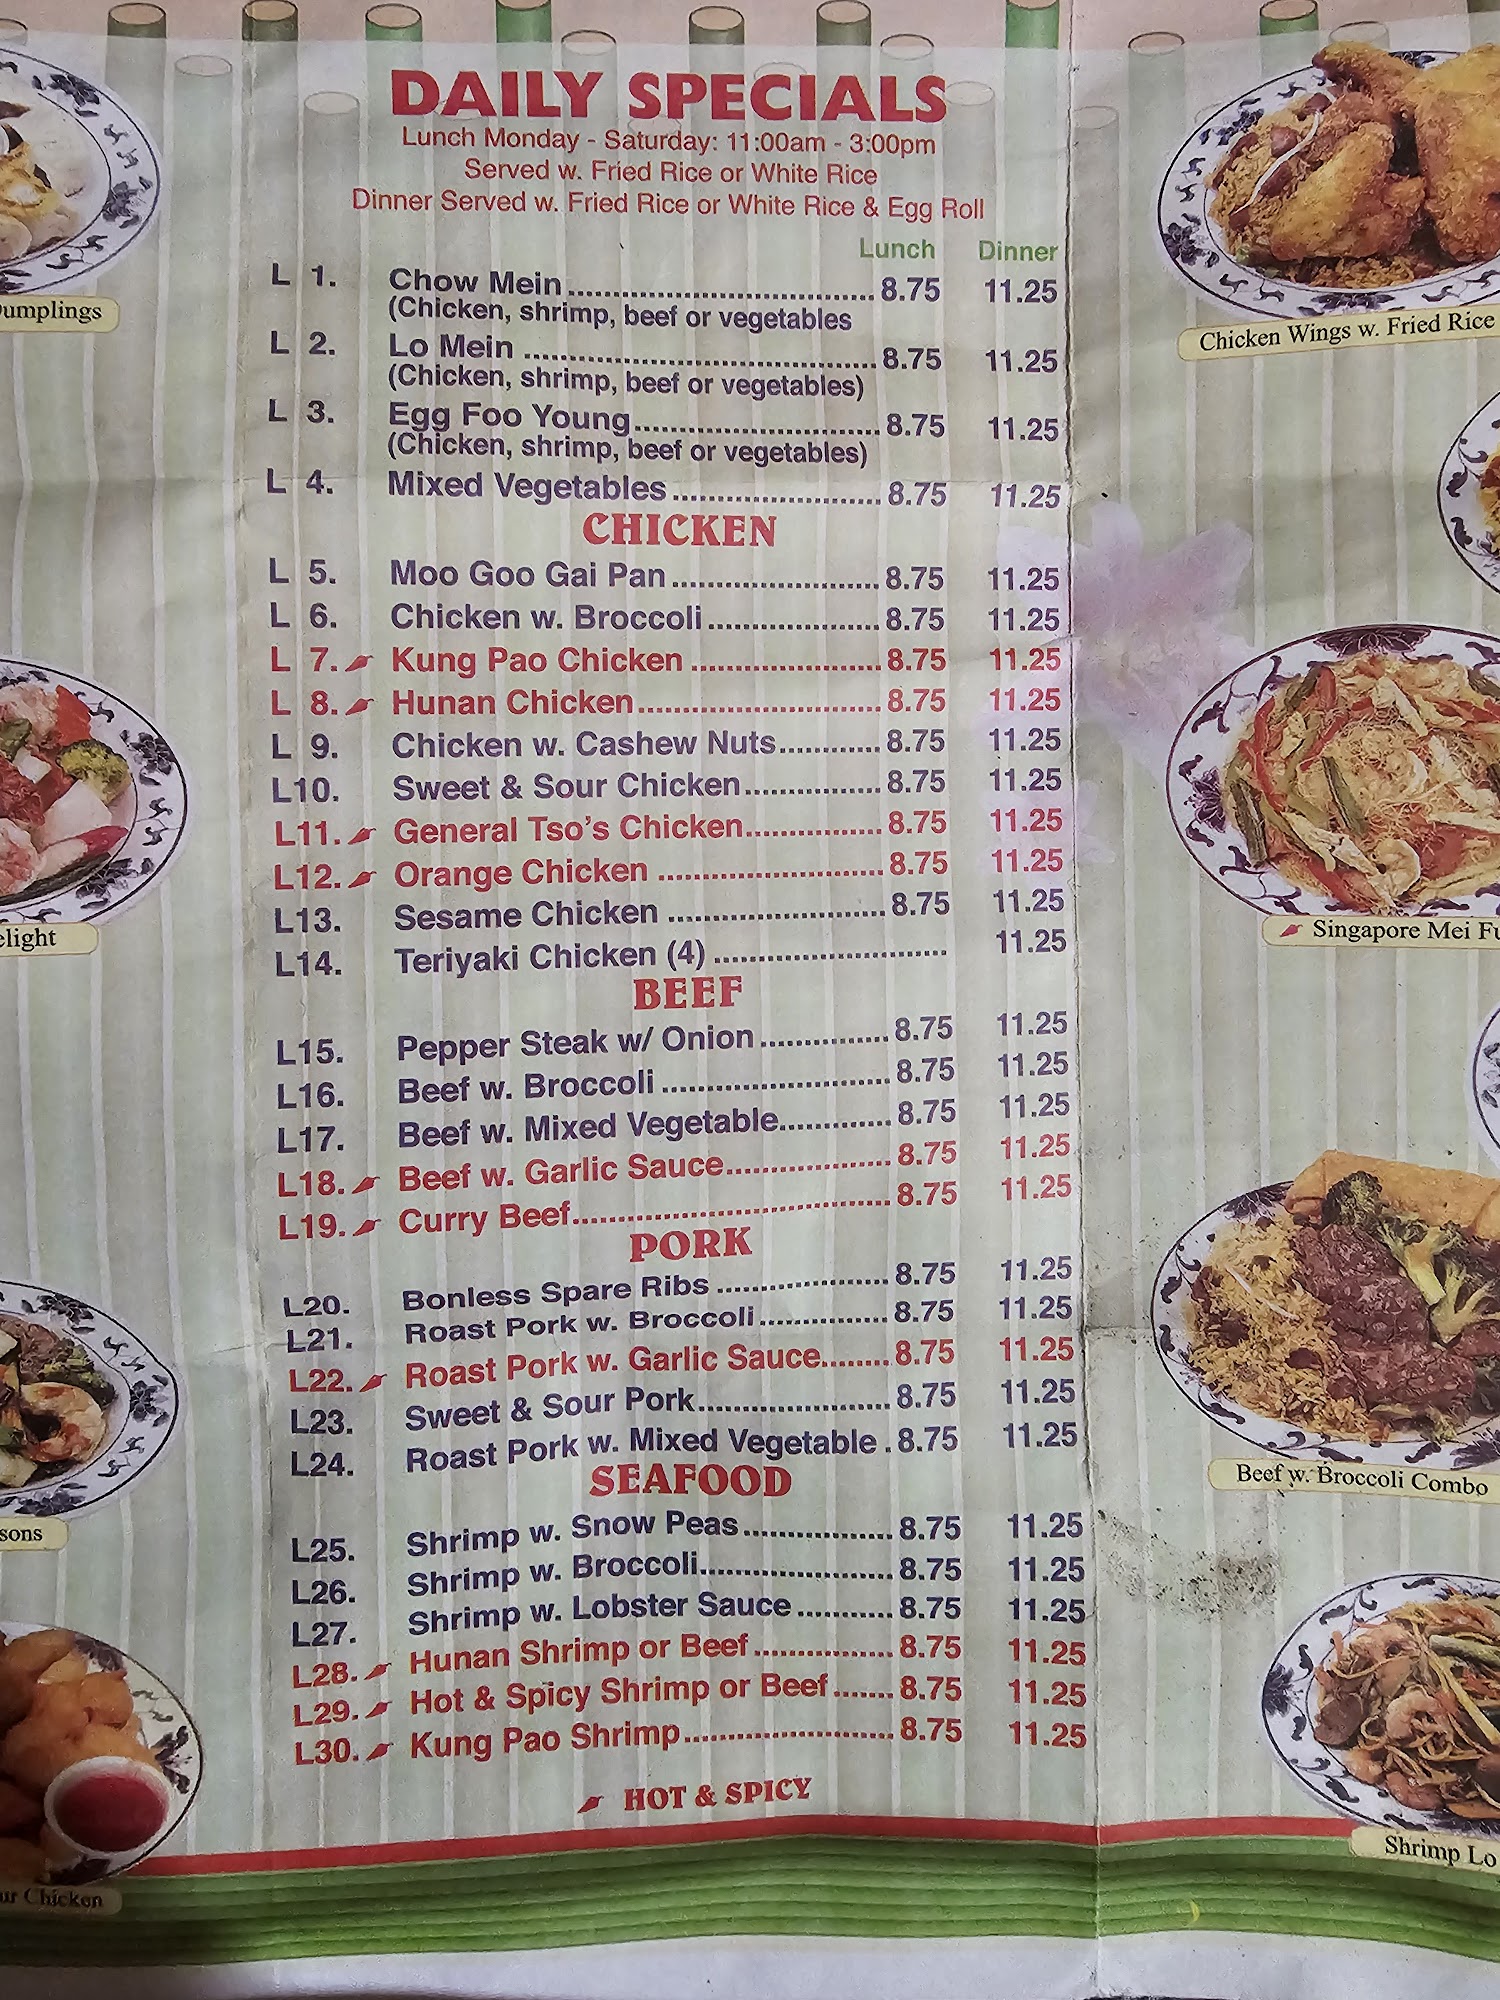 DAILY SPECIALS
Lunch Monday - Saturday: 11:00am - 3:00pm
Served w. Fried Rice or White Rice
Dinner Served w. Fried Rice or White Rice & Egg Roll
Lunch Dinner
L 1. Chow Mein 8.75 11.25
(Chicken, shrimp, beef or vegetables
L 2. Lo Mein 8.75 11.25
(Chicken, shrimp, beef or vegetables)
L 3. Egg Foo Young 8.75 11.25
(Chicken, shrimp, beef or vegetables)
L 4. Mixed Vegetables 8.75 11.25
CHICKEN
L 5. Moo Goo Gai Pan 8.75 11.25
L 6. Chicken w. Broccoli 8.75 11.25
L 7. Kung Pao Chicken 8.75 11.25
L 8. Hunan Chicken 8.75 11.25
L 9. Chicken w. Cashew Nuts 8.75 11.25
L10. Sweet & Sour Chicken 8.75 11.25
L11. General Tso's Chicken 8.75 11.25
L12. Orange Chicken 8.75 11.25
L13. Sesame Chicken 8.75 11.25
L14. Teriyaki Chicken (4) 11.25
BEEF
L15. Pepper Steak w/ Onion 8.75 11.25
L16. Beef w. Broccoli 8.75 11.25
L17. Beef w. Mixed Vegetable 8.75 11.25
L18. Beef w. Garlic Sauce 8.75 11.25
L19. Curry Beef 8.75 11.25
PORK
L20. Bonless Spare Ribs 8.75 11.25
L21. Roast Pork w. Broccoli 8.75 11.25
L22. Roast Pork w. Garlic Sauce 8.75 11.25
L23. Sweet & Sour Pork 8.75 11.25
L24. Roast Pork w. Mixed Vegetable 8.75 11.25
SEAFOOD
L25. Shrimp w. Snow Peas 8.75 11.25
L26. Shrimp w. Broccoli 8.75 11.25
L27. Shrimp w. Lobster Sauce 8.75 11.25
L28. Hunan Shrimp or Beef 8.75 11.25
L29. Hot & Spicy Shrimp or Beef 8.75 11.25
L30. Kung Pao Shrimp 8.75 11.25
HOT & SPICY
Chicken Wings w. Fried Rice
Singapore Mei
Beef w. Broccoli Combo
Shrimp Lo
Chicken